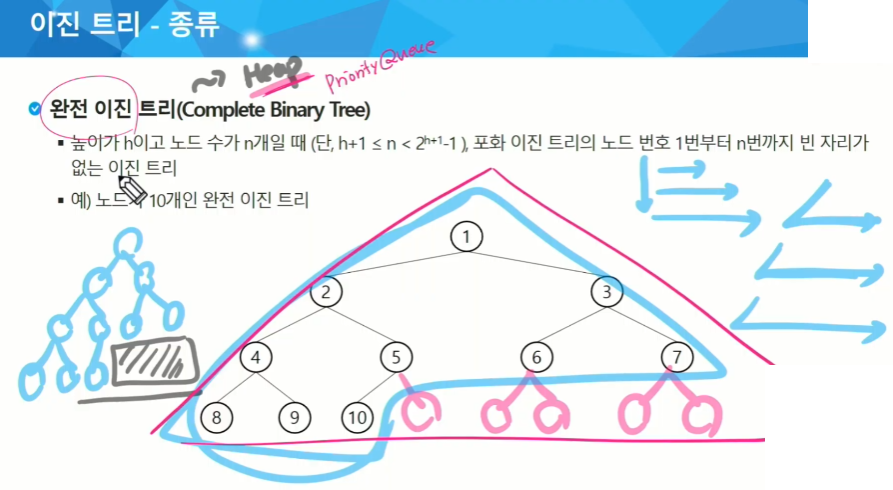 이진 트리 - 종류
Heap
PriorityQueue
완전 이진 트리(Complete Binary Tree)
높이가 h이고 노드 수가 n개일 때 (단, h+1 ≤ n < 2^h+1-1 ), 포화 이진 트리의 노드 번호 1번부터 n번까지 빈 자리가
없는 이진 트리
예) 노드가 10개인 완전 이진 트리
1
2
3
4
5
6
7
8
9
10